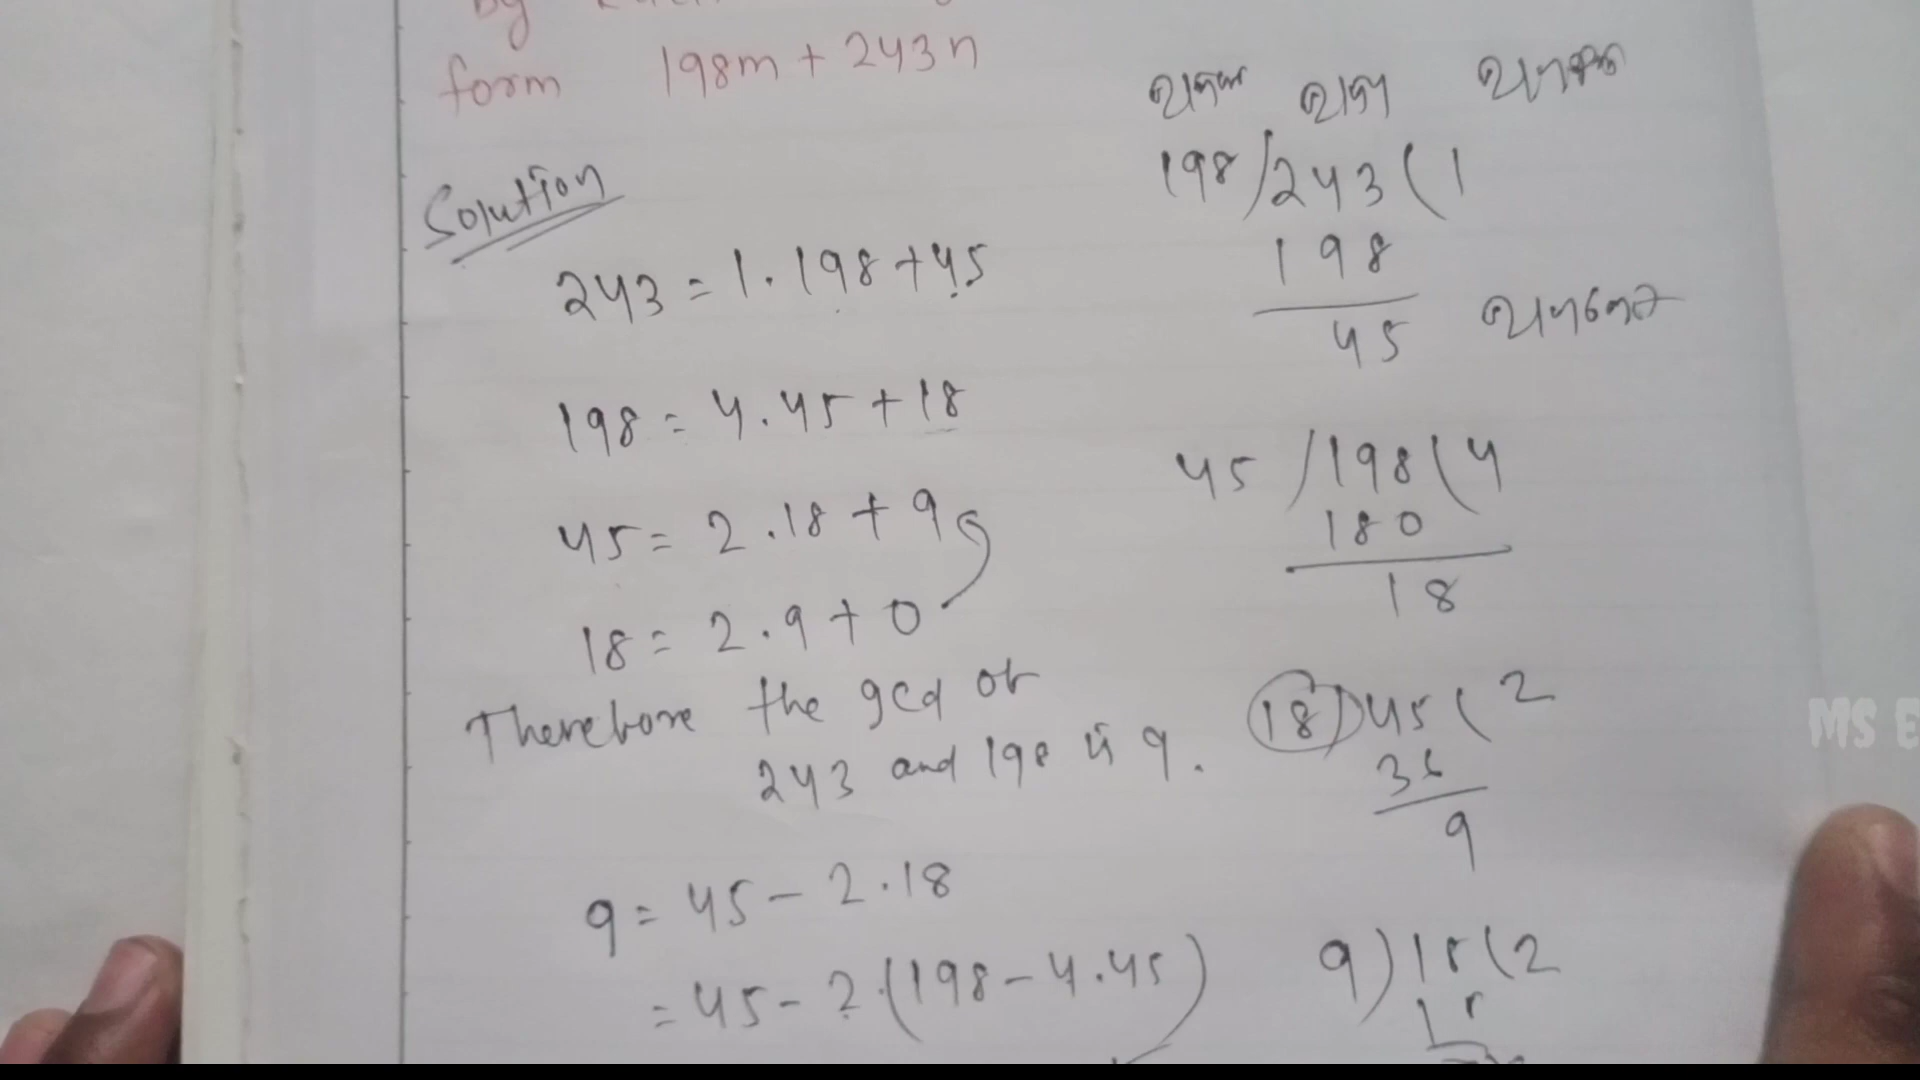 form 198m + 243n
Solution
243 = 1 . 198 + 45
198 = 4 . 45 + 18
45 = 2 . 18 + 9
18 = 2 . 9 + 0
Therefore the gcd of
243 and 198 is 9.
9 = 45 - 2 . 18
= 45 - 2 . (198 - 4 . 45)
198 / 243 ( 1
198
45
45 / 198 ( 4
180
18
18 ) 45 ( 2
36
9
9 ) 18 ( 2
18
MS E